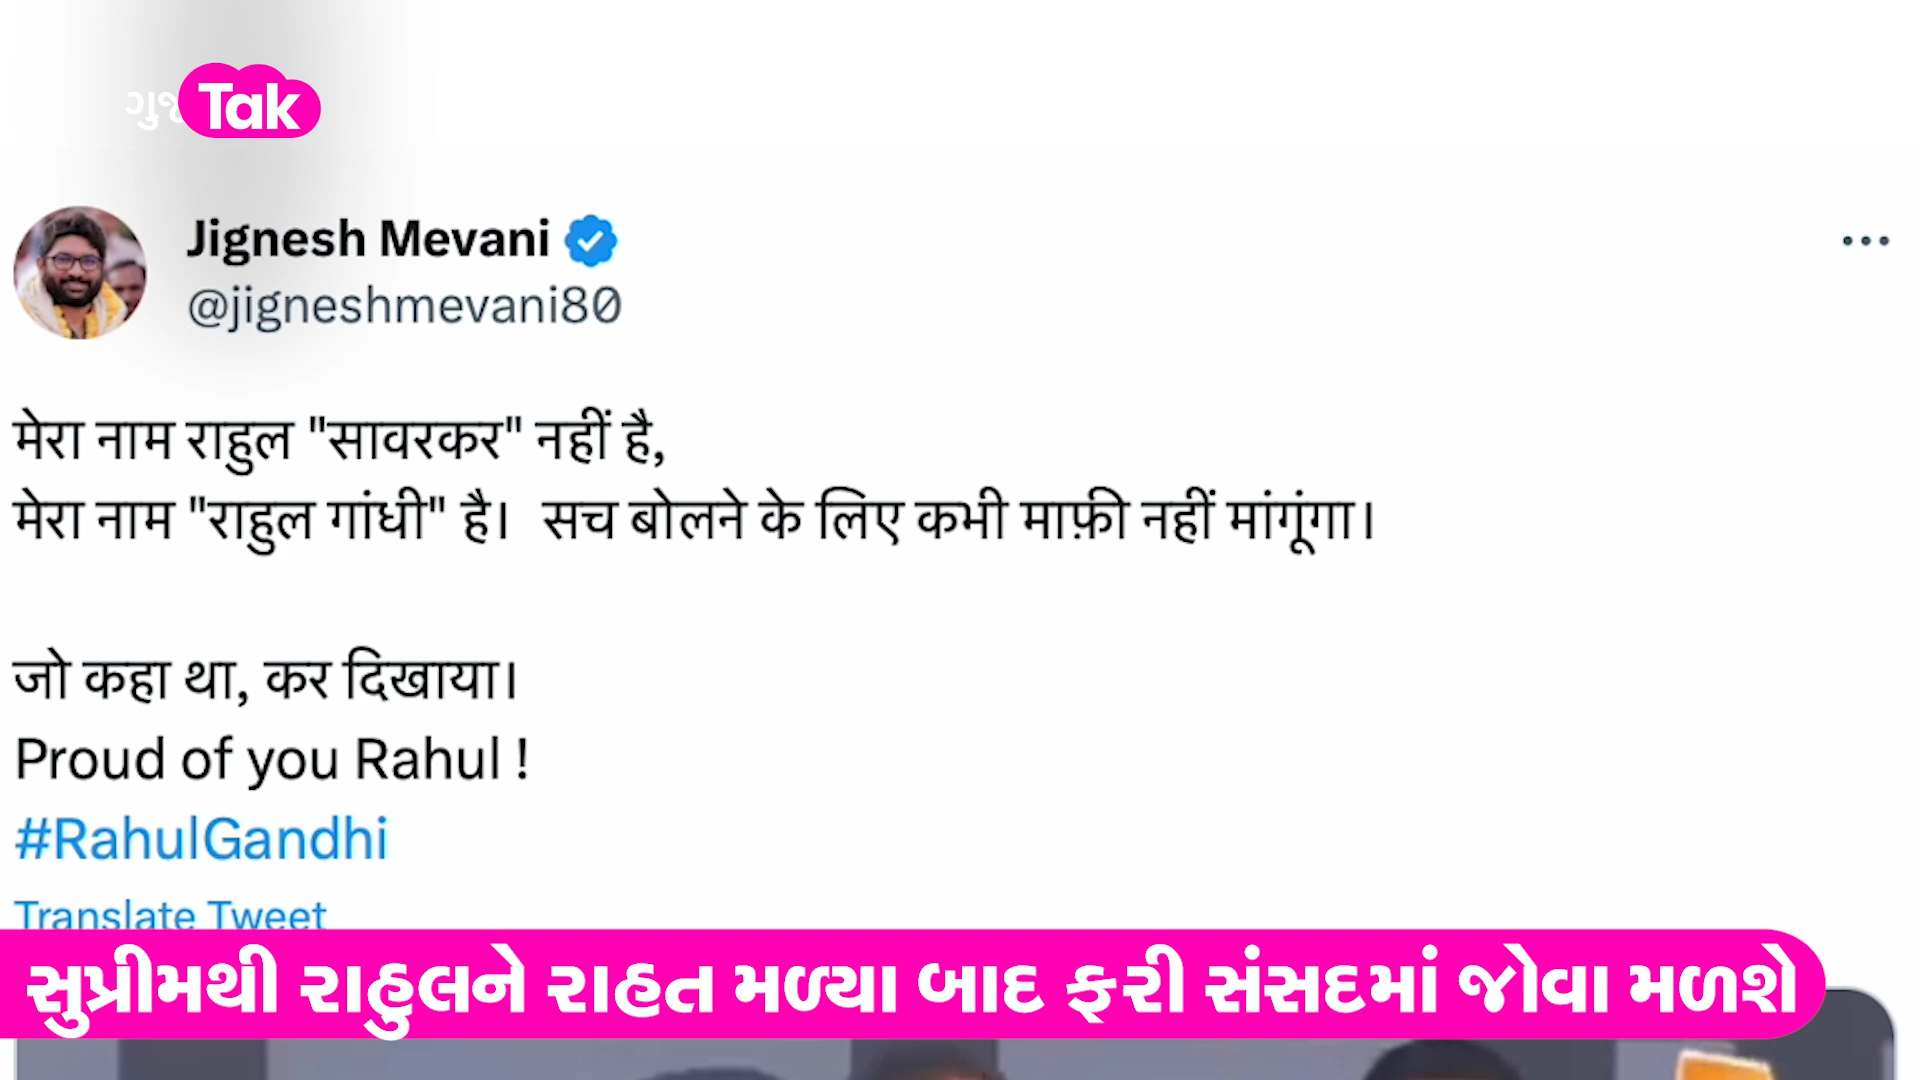 ગુજ Tak
Jignesh Mevani
@jigneshmevani80
मेरा नाम राहुल "सावरकर" नहीं है,
मेरा नाम "राहुल गांधी" है।  सच बोलने के लिए कभी माफ़ी नहीं मांगूंगा।
जो कहा था, कर दिखाया।
Proud of you Rahul !
#RahulGandhi
Translate Tweet
સુપ્રીમથી રાહુલને રાહત મળ્યા બાદ ફરી સંસદમાં જોવા મળશે